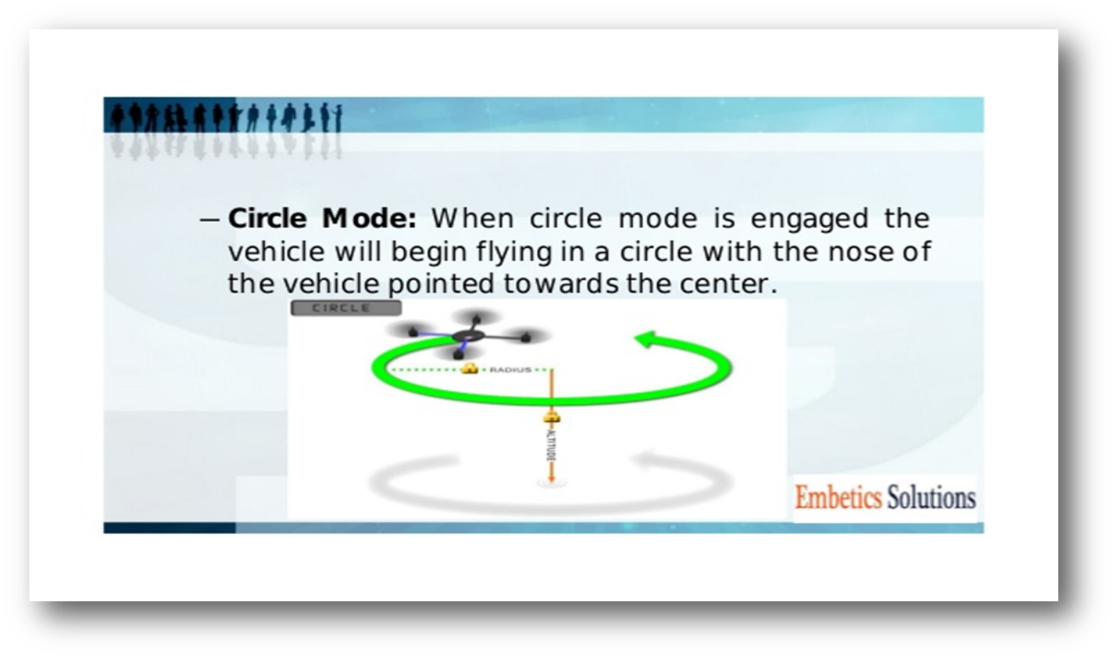 – Circle Mode: When circle mode is engaged the
vehicle will begin flying in a circle with the nose of
the vehicle pointed towards the center.
CIRCLE
RADIUS
ALTITUDE
Embetics Solutions